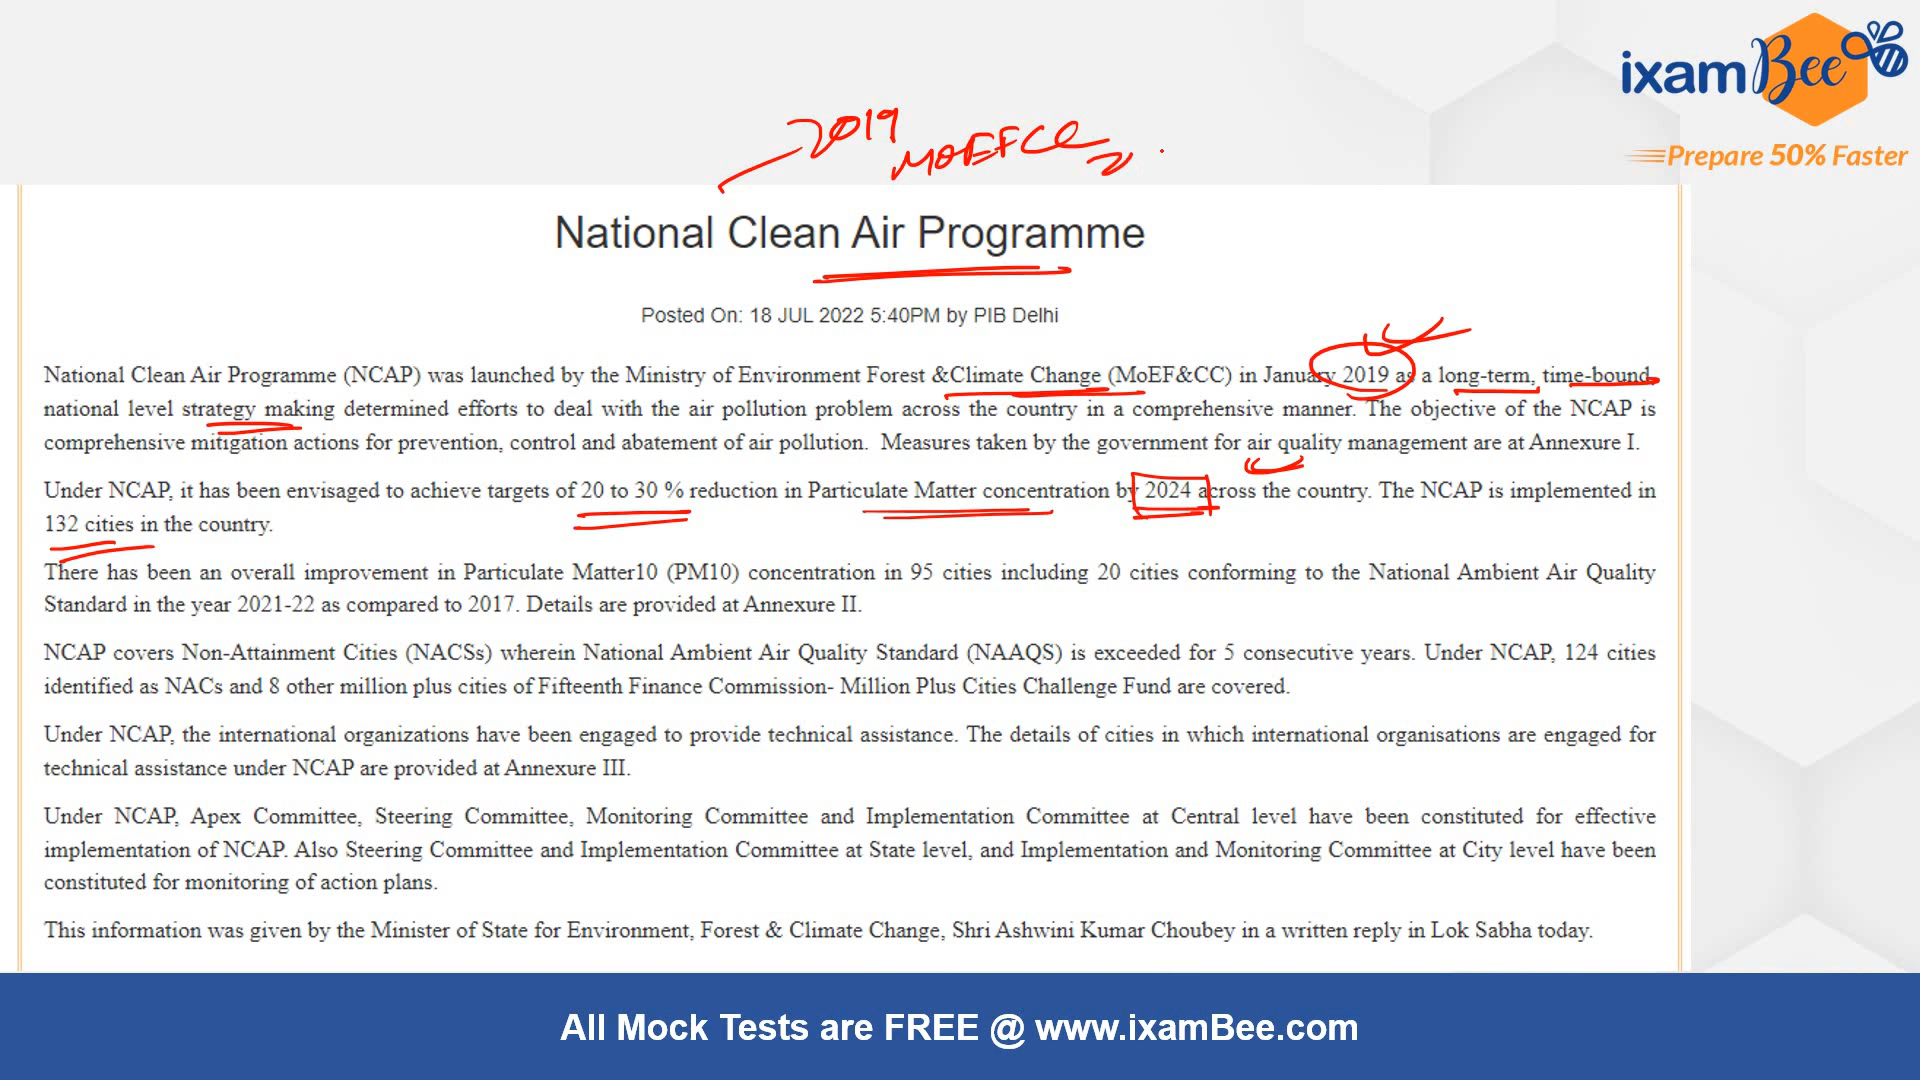 ixamBee
Prepare 50% Faster
2019
MOEFCC
National Clean Air Programme
Posted On: 18 JUL 2022 5:40PM by PIB Delhi
National Clean Air Programme (NCAP) was launched by the Ministry of Environment Forest &Climate Change (MoEF&CC) in January 2019 as a long-term, time-bound,
national level strategy making determined efforts to deal with the air pollution problem across the country in a comprehensive manner. The objective of the NCAP is
comprehensive mitigation actions for prevention, control and abatement of air pollution.  Measures taken by the government for air quality management are at Annexure I.
Under NCAP, it has been envisaged to achieve targets of 20 to 30 % reduction in Particulate Matter concentration by 2024 across the country. The NCAP is implemented in
132 cities in the country.
There has been an overall improvement in Particulate Matter10 (PM10) concentration in 95 cities including 20 cities conforming to the National Ambient Air Quality
Standard in the year 2021-22 as compared to 2017. Details are provided at Annexure II.
NCAP covers Non-Attainment Cities (NACSs) wherein National Ambient Air Quality Standard (NAAQS) is exceeded for 5 consecutive years. Under NCAP, 124 cities
identified as NACs and 8 other million plus cities of Fifteenth Finance Commission- Million Plus Cities Challenge Fund are covered.
Under NCAP, the international organizations have been engaged to provide technical assistance. The details of cities in which international organisations are engaged for
technical assistance under NCAP are provided at Annexure III.
Under NCAP, Apex Committee, Steering Committee, Monitoring Committee and Implementation Committee at Central level have been constituted for effective
implementation of NCAP. Also Steering Committee and Implementation Committee at State level, and Implementation and Monitoring Committee at City level have been
constituted for monitoring of action plans.
This information was given by the Minister of State for Environment, Forest & Climate Change, Shri Ashwini Kumar Choubey in a written reply in Lok Sabha today.
All Mock Tests are FREE @ www.ixamBee.com